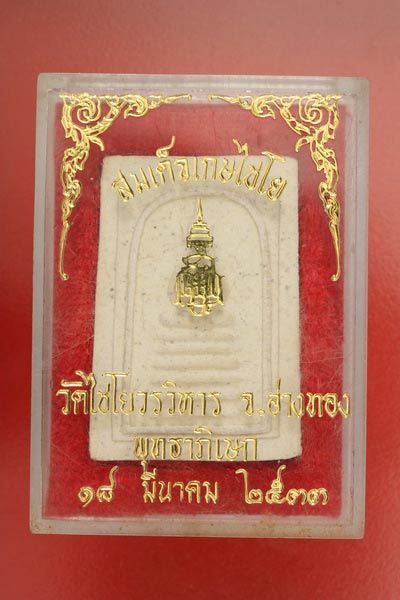 สมเด็จเกษไชโย
วัดไชโยวรวิหาร จ.อ่างทอง
พุทธาภิเษก
๑๘ มีนาคม ๒๕๓๓